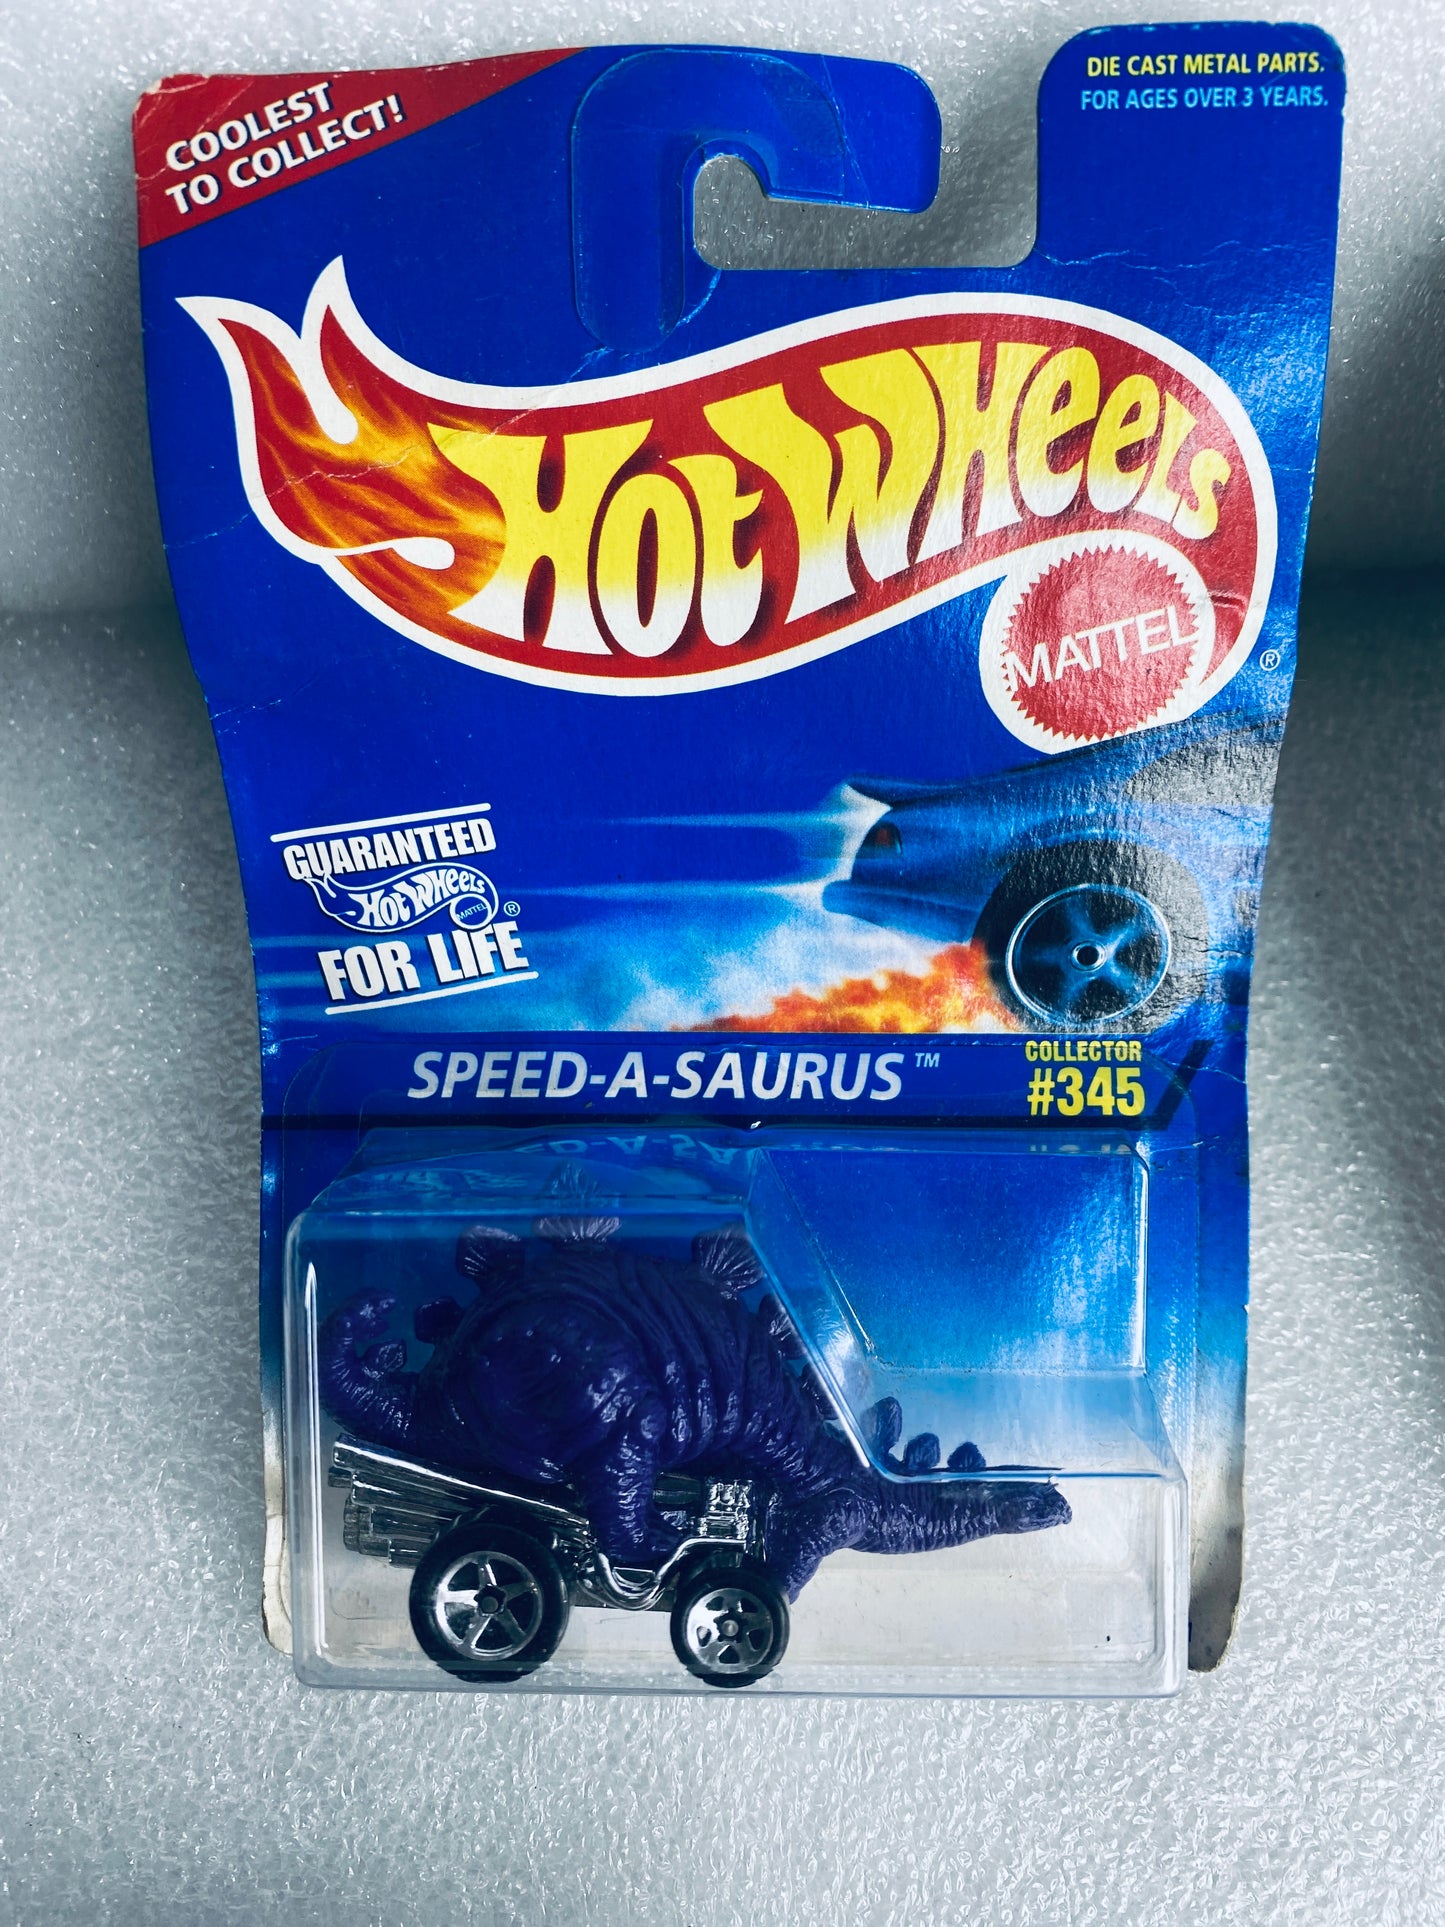 COOLEST
TO COLLECT!
DIE CAST METAL PARTS.
FOR AGES OVER 3 YEARS.
HOT WHEELS
MATTEL
®
GUARANTEED
HOT WHEELS
MATTEL ®
FOR LIFE
SPEED-A-SAURUS™
COLLECTOR
#345